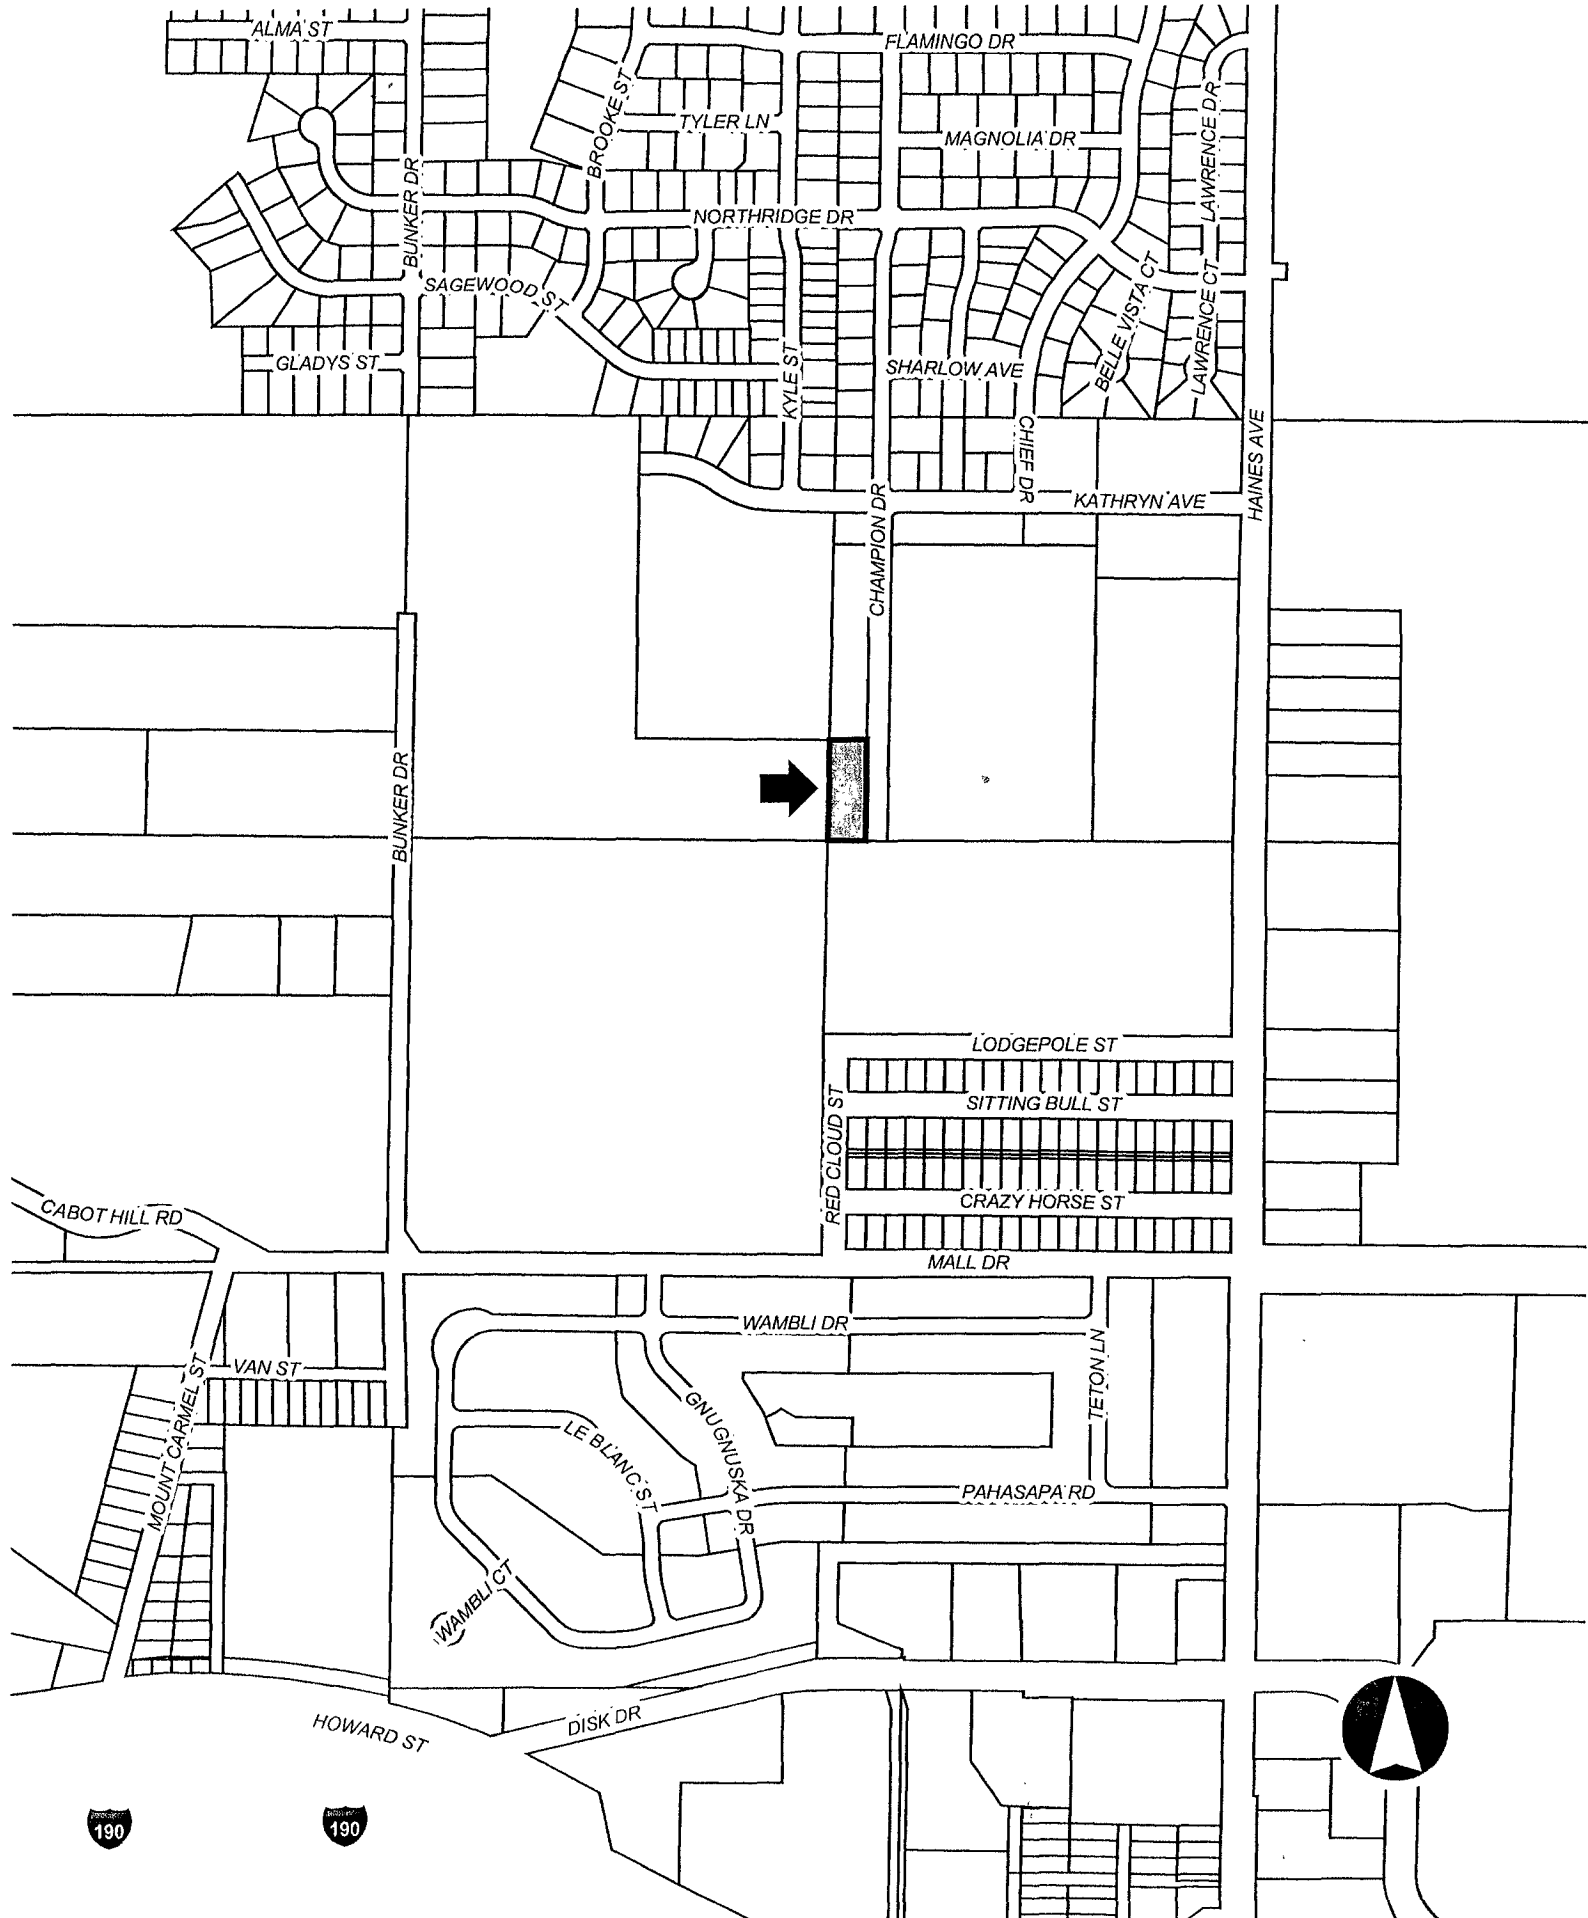 ALMA ST
FLAMINGO DR
BROOKE ST
TYLER LN
MAGNOLIA DR
LAWRENCE DR
BUNKER DR
NORTHRIDGE DR
SAGEWOOD ST
BELLE VISTA CT
LAWRENCE CT
GLADYS ST
KYLE ST
SHARLOW AVE
CHIEF DR
HAINES AVE
KATHRYN AVE
CHAMPION DR
BUNKER DR
LODGEPOLE ST
SITTING BULL ST
RED CLOUD ST
CRAZY HORSE ST
CABOT HILL RD
MALL DR
WAMBLI DR
VAN ST
TETON LN
MOUNT CARMEL ST
GNUGNUSKA DR
LE BLANC ST
PAHASAPA RD
WAMBLI CT
DISK DR
HOWARD ST
190
190